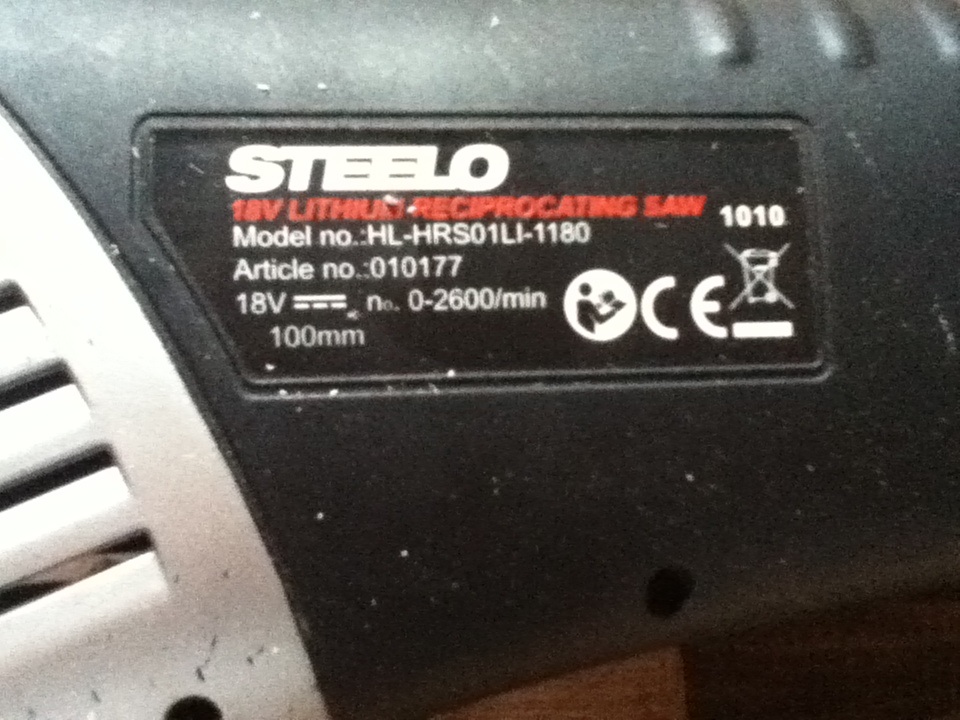 STEELO
18V LITHIUM RECIPROCATING SAW 1010
Model no.:HL-HRS01LI-1180
Article no.:010177
18V n₀. 0-2600/min
100mm
CE